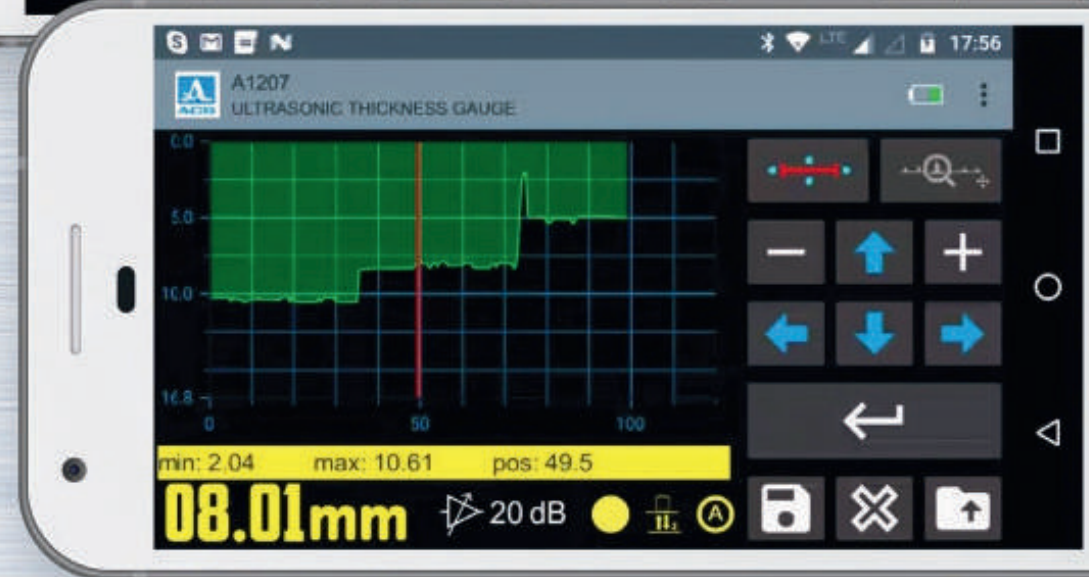 LTE 17:56
A1207
ULTRASONIC THICKNESS GAUGE
0.0
5.0
10.0
16.8
0 50 100
min: 2,04 max: 10.61 pos: 49.5
08.01mm 20 dB A